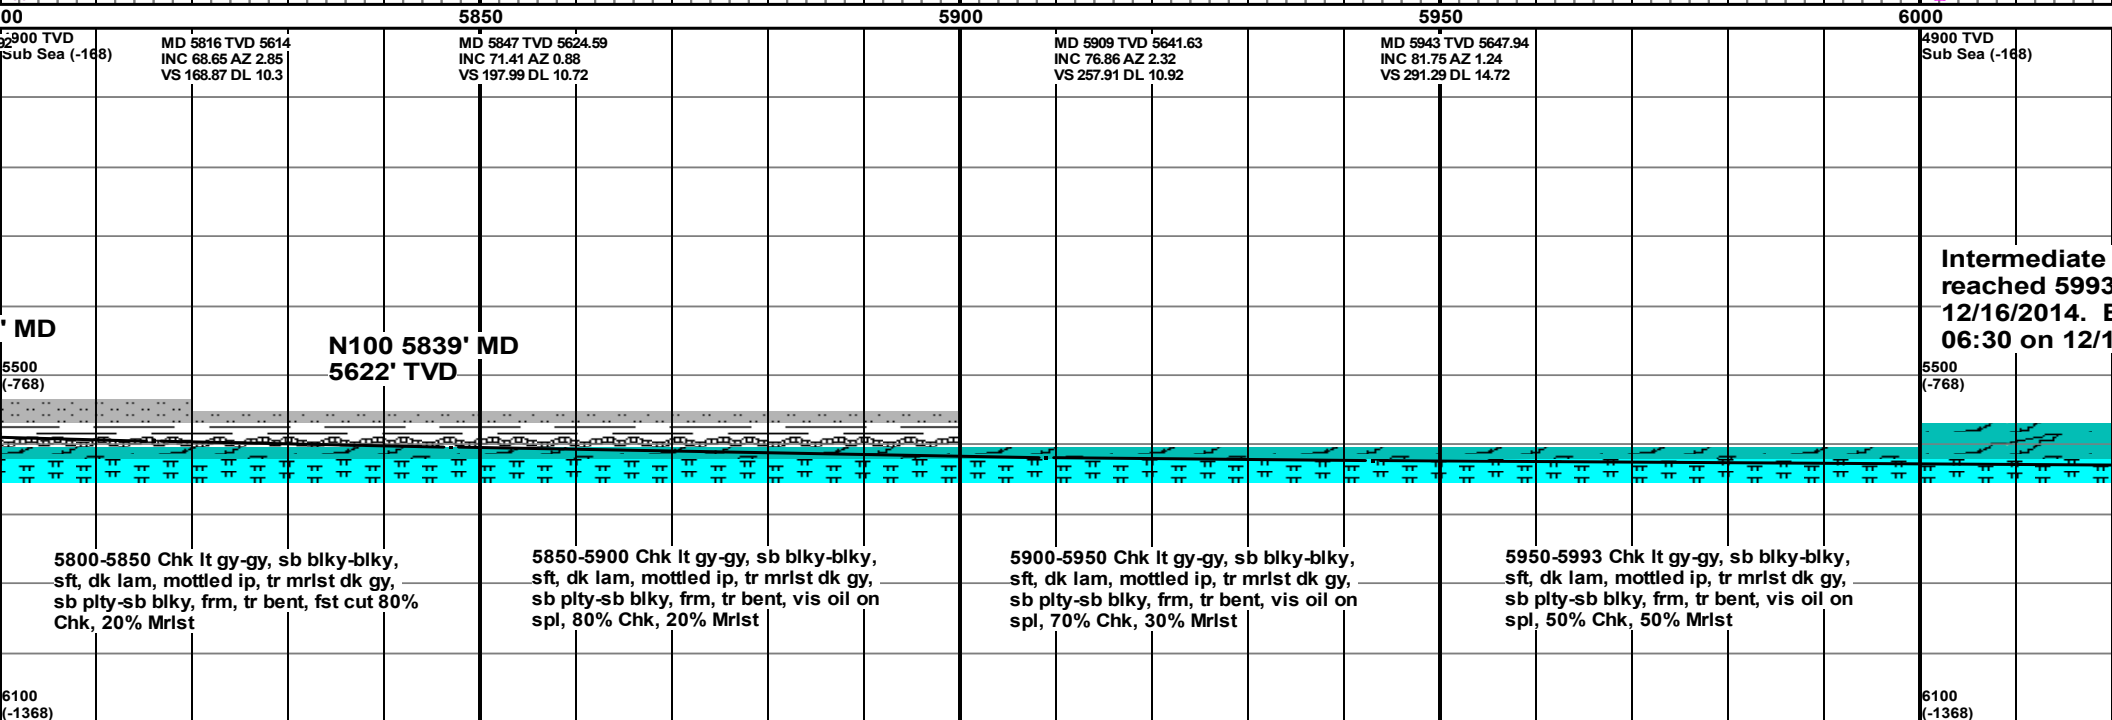 00 5850 5900 5950 6000
92
900 TVD
Sub Sea (-168)
MD 5816 TVD 5614
INC 68.65 AZ 2.85
VS 168.87 DL 10.3
MD 5847 TVD 5624.59
INC 71.41 AZ 0.88
VS 197.99 DL 10.72
MD 5909 TVD 5641.63
INC 76.86 AZ 2.32
VS 257.91 DL 10.92
MD 5943 TVD 5647.94
INC 81.75 AZ 1.24
VS 291.29 DL 14.72
4900 TVD
Sub Sea (-168)
' MD
N100 5839' MD
5622' TVD
Intermediate
reached 5993
12/16/2014.
06:30 on 12/1
5500
(-768)
5500
(-768)
5800-5850 Chk lt gy-gy, sb blky-blky,
sft, dk lam, mottled ip, tr mrlst dk gy,
sb plty-sb blky, frm, tr bent, fst cut 80%
Chk, 20% Mrlst
5850-5900 Chk lt gy-gy, sb blky-blky,
sft, dk lam, mottled ip, tr mrlst dk gy,
sb plty-sb blky, frm, tr bent, vis oil on
spl, 80% Chk, 20% Mrlst
5900-5950 Chk lt gy-gy, sb blky-blky,
sft, dk lam, mottled ip, tr mrlst dk gy,
sb plty-sb blky, frm, tr bent, vis oil on
spl, 70% Chk, 30% Mrlst
5950-5993 Chk lt gy-gy, sb blky-blky,
sft, dk lam, mottled ip, tr mrlst dk gy,
sb plty-sb blky, frm, tr bent, vis oil on
spl, 50% Chk, 50% Mrlst
6100
(-1368)
6100
(-1368)